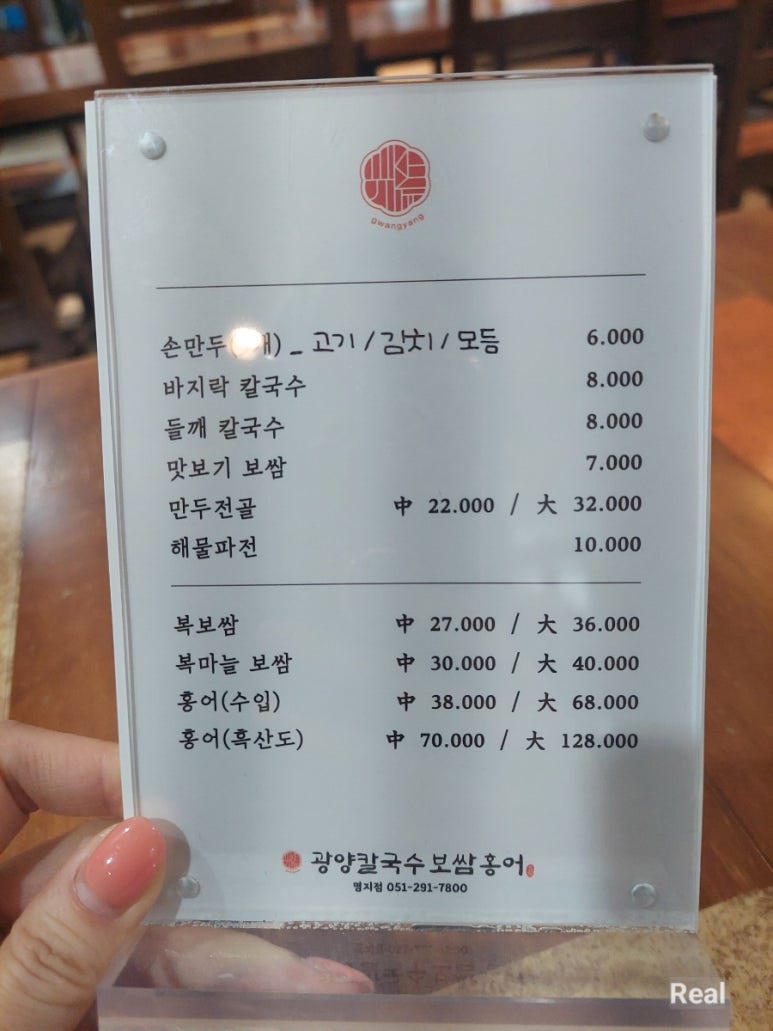 gwangyang
손만두( 개) - 고기 / 김치 / 모듬 6.000
바지락 칼국수 8.000
들깨 칼국수 8.000
맛보기 보쌈 7.000
만두전골 中 22.000 / 大 32.000
해물파전 10.000
복보쌈 中 27.000 / 大 36.000
복마늘 보쌈 中 30.000 / 大 40.000
홍어(수입) 中 38.000 / 大 68.000
홍어(흑산도) 中 70.000 / 大 128.000
광양칼국수보쌈홍어
명지점 051-291-7800
Real